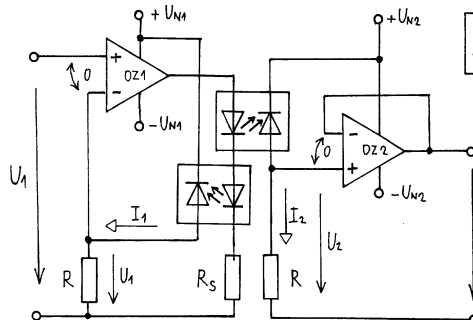 + U_N1
+ U_N2
+
OZ1
0
-
- U_N1
-
OZ2
0
+
- U_N2
U_1
I_1
I_2
U_2
R
U_1
R_S
R